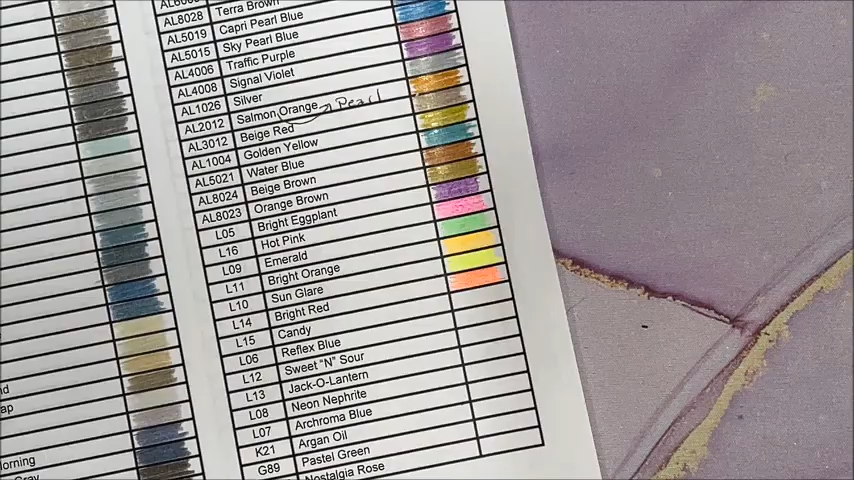 AL8028 Terra Brown
AL5019 Capri Pearl Blue
AL5015 Sky Pearl Blue
AL4006 Traffic Purple
AL4008 Signal Violet
AL1026 Silver
AL2012 Salmon Orange → Pearl
AL3012 Beige Red
AL1004 Golden Yellow
AL5021 Water Blue
AL8024 Beige Brown
AL8023 Orange Brown
L05 Bright Eggplant
L16 Hot Pink
L09 Emerald
L11 Bright Orange
L10 Sun Glare
L14 Bright Red
L15 Candy
L06 Reflex Blue
L12 Sweet "N" Sour
L13 Jack-O-Lantern
L08 Neon Nephrite
L07 Archroma Blue
K21 Argan Oil
G89 Pastel Green
Nostalgia Rose